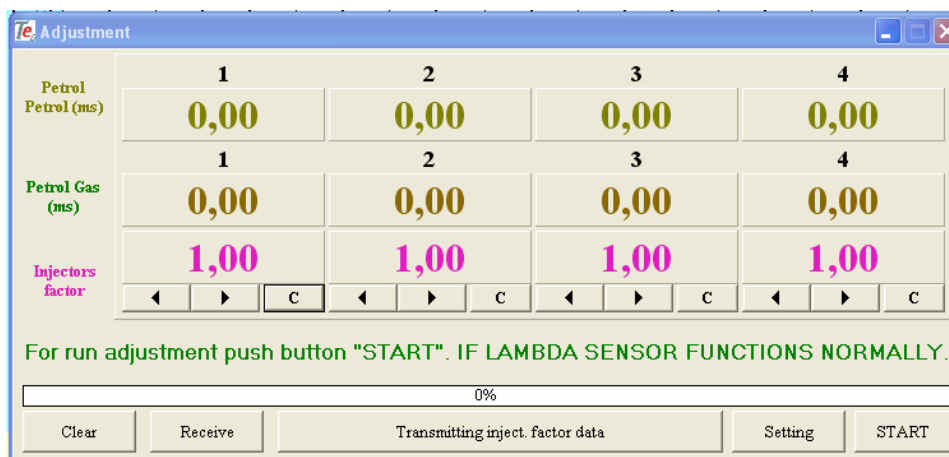 Te Adjustment
1 2 3 4
Petrol
Petrol (ms)
0,00 0,00 0,00 0,00
1 2 3 4
Petrol Gas
(ms)
0,00 0,00 0,00 0,00
Injectors
factor
1,00 1,00 1,00 1,00
C C C C
For run adjustment push button "START". IF LAMBDA SENSOR FUNCTIONS NORMALLY.
0%
Clear Receive Transmitting inject. factor data Setting START